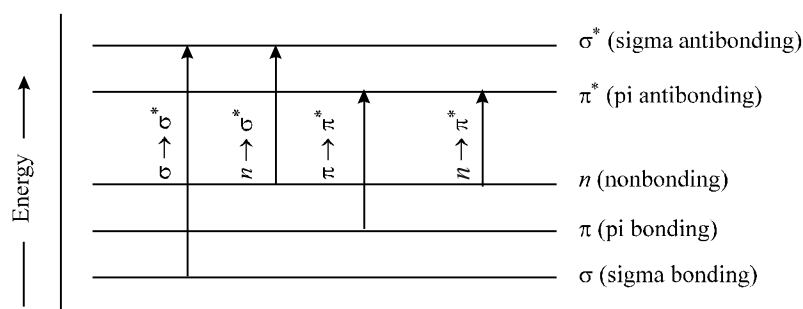 σ* (sigma antibonding)
π* (pi antibonding)
n (nonbonding)
π (pi bonding)
σ (sigma bonding)
Energy
σ → σ*
n → σ*
π → π*
n → π*